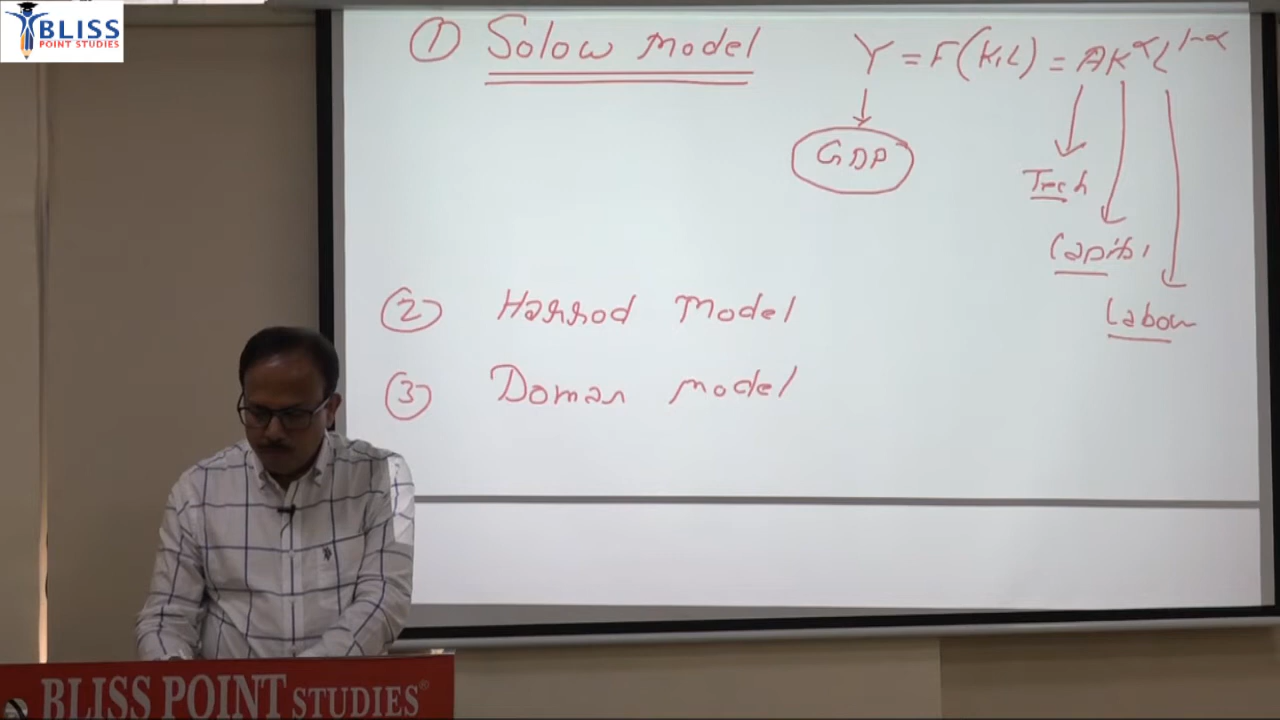 BLISS
POINT STUDIES
① Solow model
Y = F(K,L) = AK^α L^1-α
GDP
Tech
Capital
Labour
② Harrod Model
③ Domar model
BLISS POINT STUDIES®